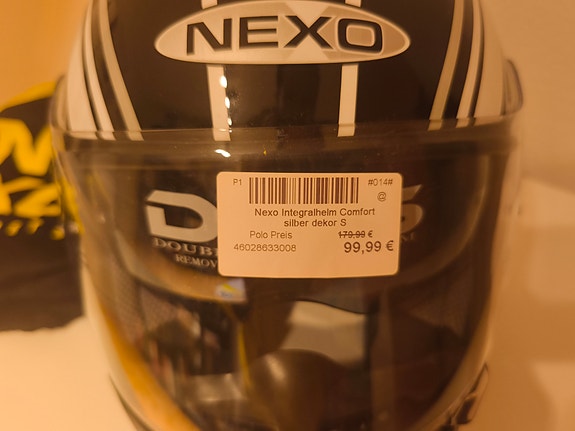 NEXO
P1
#014#
@
Nexo Integralhelm Comfort
silber dekor S
Polo Preis 179,99 €
46028633008 99,99 €